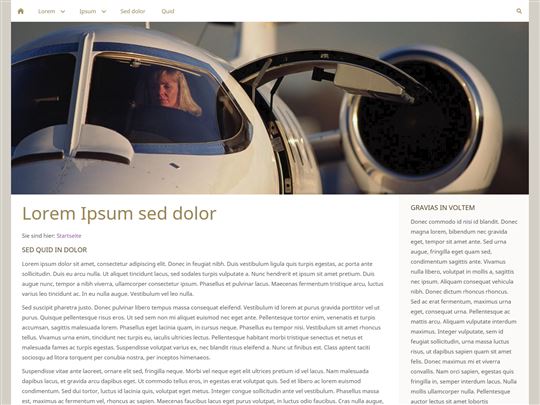 Lorem Ipsum Sed dolor Quid
Lorem Ipsum sed dolor
Sie sind hier: Startseite
SED QUID IN DOLOR
Lorem ipsum dolor sit amet, consectetur adipiscing elit. Donec in feugiat nibh. Duis vestibulum ligula quis turpis egestas, ac porta ante
sollicitudin. Duis eu arcu nulla. Ut aliquet tincidunt lacus, sed sodales turpis vulputate a. Nunc hendrerit et ipsum sit amet pretium. Duis
augue nunc, tempor a nibh viverra, ullamcorper consectetur ipsum. Phasellus et pulvinar lacus. Maecenas fermentum tristique arcu, luctus
varius leo tincidunt ac. In eu nulla augue. Vestibulum vel leo nulla.
Sed suscipit pharetra justo. Donec pulvinar libero tempus massa consequat eleifend. Vestibulum id lorem at purus gravida porttitor vel ut
purus. Quisque pellentesque risus eros. Ut sed sem non mi aliquet euismod nec eget ante. Pellentesque tortor enim, venenatis et turpis
accumsan, sagittis malesuada lorem. Phasellus eget lacinia quam, in cursus neque. Phasellus eu tempor nisi. Vestibulum sit amet rhoncus
tellus. Vivamus urna enim, tincidunt nec turpis eu, iaculis ultricies lectus. Pellentesque habitant morbi tristique senectus et netus et
malesuada fames ac turpis egestas. Suspendisse volutpat varius ex, nec blandit risus eleifend a. Nunc ut finibus est. Class aptent taciti
sociosqu ad litora torquent per conubia nostra, per inceptos himenaeos.
Suspendisse vitae ante laoreet, ornare elit sed, fringilla neque. Morbi vel neque eget elit ultrices pretium id vel lacus. Nam malesuada
dapibus lacus, et gravida arcu dapibus eget. Ut commodo tellus eros, in egestas erat volutpat quis. Sed et libero ac lorem euismod
condimentum. Sed dui tortor, luctus id iaculis quis, volutpat eget metus. Integer congue sollicitudin ante vel vestibulum. Phasellus massa
est, maximus ac fermentum vel, rhoncus ac sapien. Maecenas faucibus lacus eget purus volutpat, in luctus odio faucibus. Cras nulla augue,
GRAVIAS IN VOLTEM
Donec commodo id nisi id blandit. Donec
magna lorem, bibendum nec gravida
eget, tempor sit amet ante. Sed urna
augue, fringilla eget quam sed,
condimentum sagittis ante. Vivamus
nulla libero, volutpat in mollis a, sagittis
nec ipsum. Aliquam consequat vehicula
nibh. Donec dictum rhoncus rhoncus.
Sed ac erat fermentum, maximus urna
eget, consequat urna. Pellentesque ac
mattis arcu. Aliquam vulputate interdum
maximus. Integer vulputate, sem id
feugiat sollicitudin, urna massa luctus
risus, ut dapibus sapien quam sit amet
felis. Donec maximus mi et viverra
convallis. Nam orci sapien, egestas quis
fringilla in, semper interdum lacus. Nulla
mollis euismod erat. Pellentesque
auctor lectus sit amet lobortis